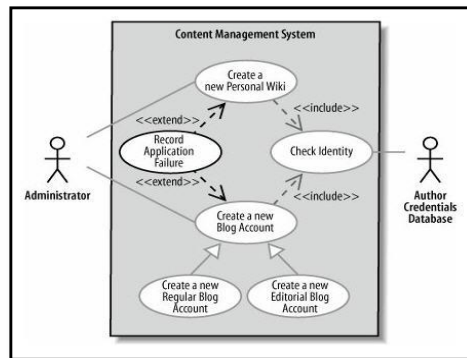 Content Management System
Create a
new Personal Wiki
<<extend>>
<<include>>
Record
Application
Failure
Check Identity
Administrator
Author
Credentials
Database
<<extend>>
<<include>>
Create a new
Blog Account
Create a new
Regular Blog
Account
Create a new
Editorial Blog
Account